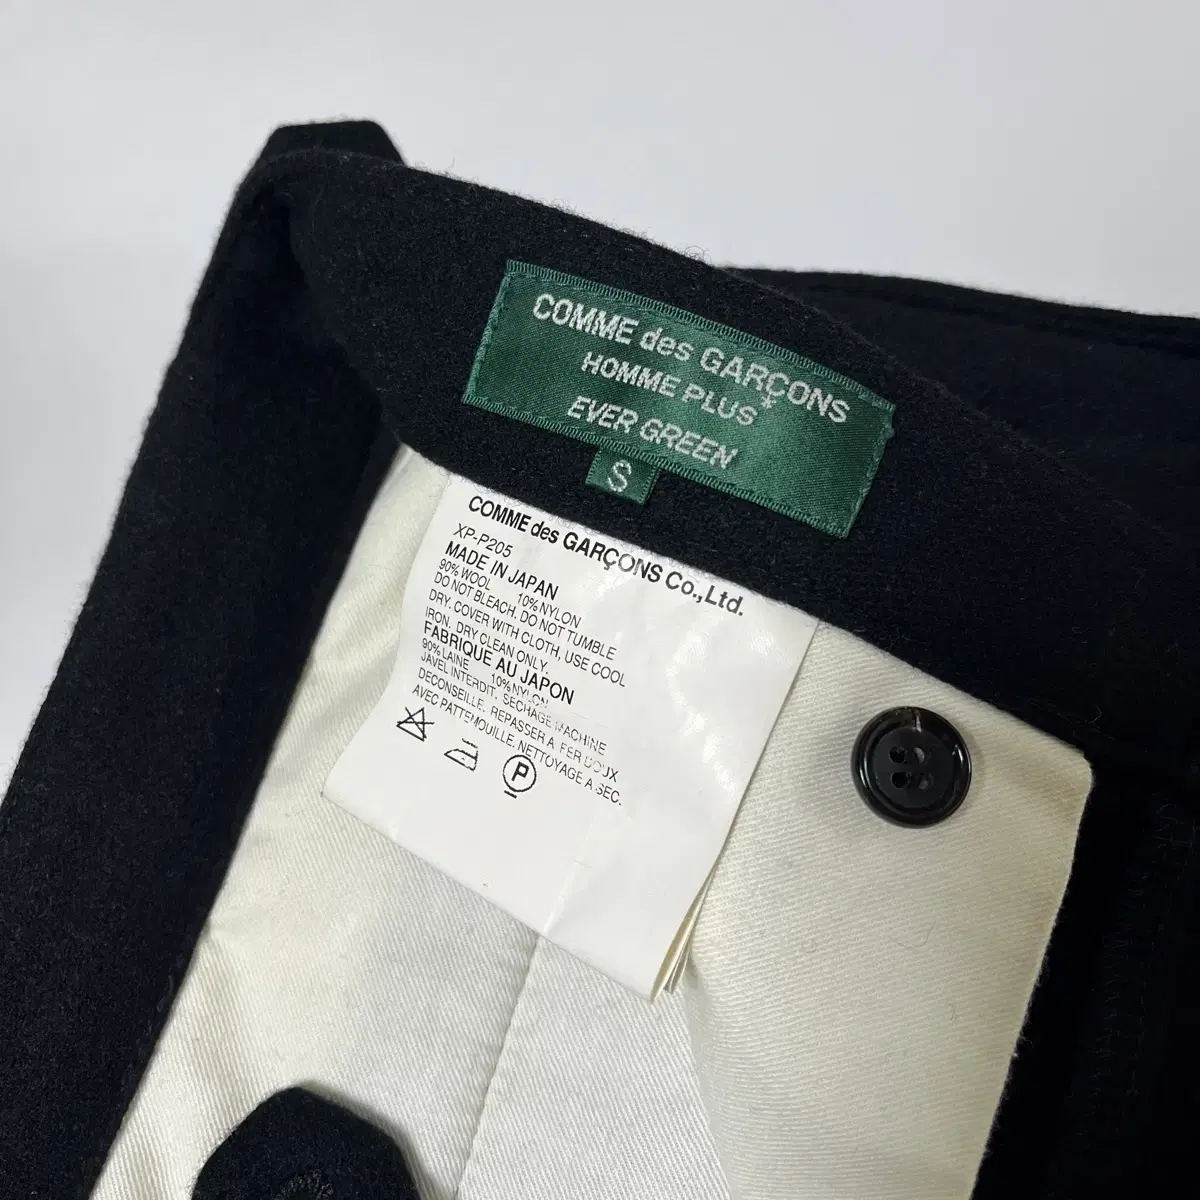 COMME des GARÇONS
HOMME PLUS*
EVER GREEN
S
COMME des GARÇONS Co.,Ltd.
XP-P205
MADE IN JAPAN
90% WOOL 10% NYLON
DO NOT BLEACH, DO NOT TUMBLE
DRY. COVER WITH CLOTH, USE COOL
IRON. DRY CLEAN ONLY.
FABRIQUE AU JAPON
90% LAINE 10% NYLON
JAVEL INTERDIT. SECHAGE MACHINE
DECONSEILLE. REPASSER A FER DOUX
AVEC PATTEMOUILLE. NETTOYAGE A SEC.
P